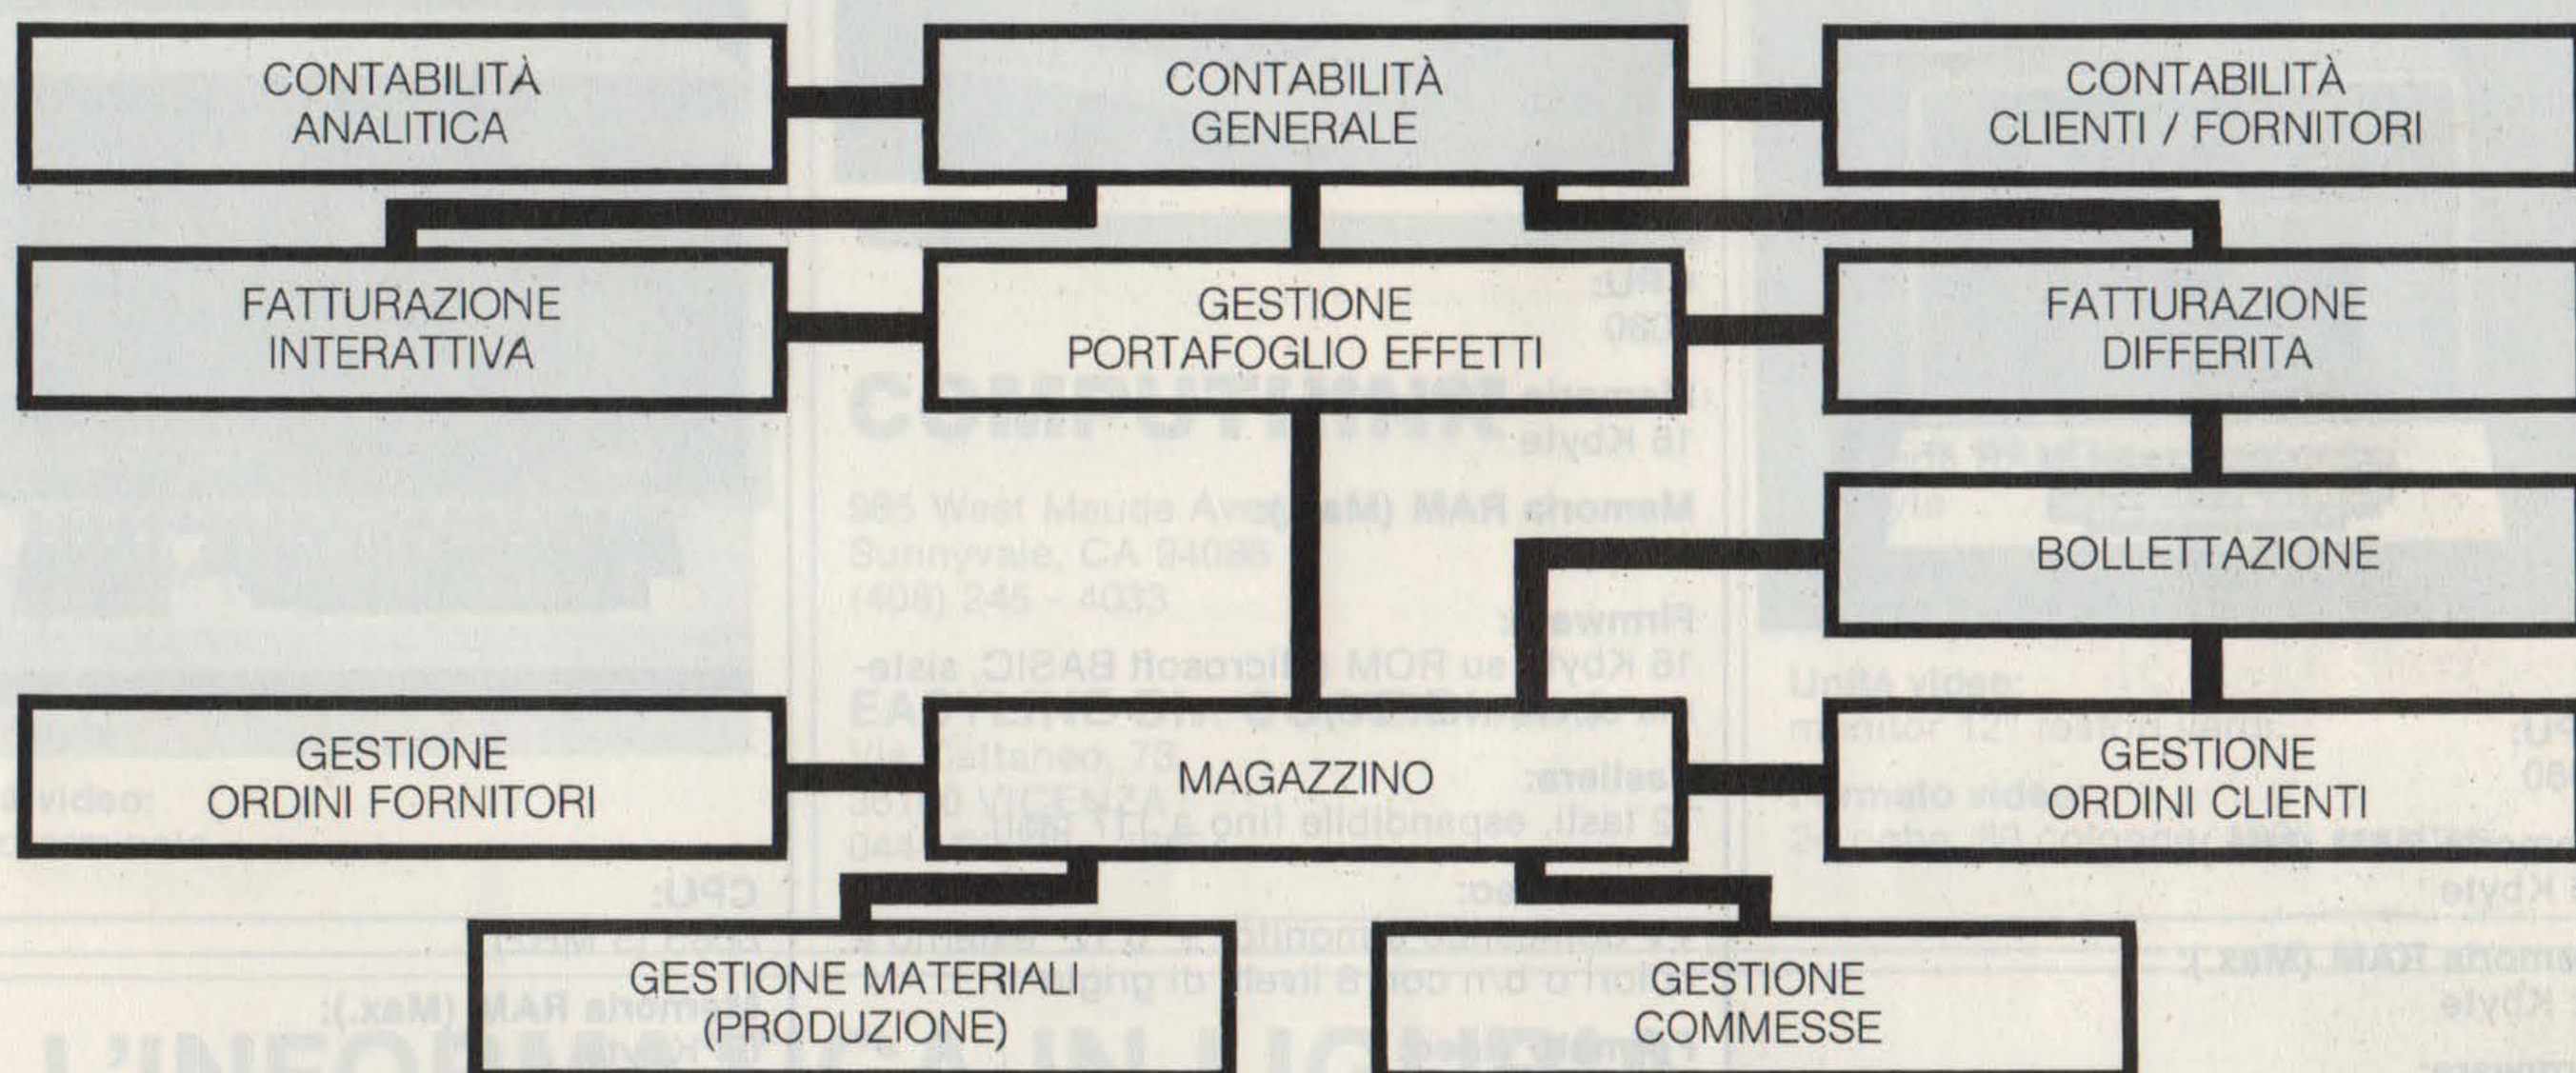 CONTABILITÀ
ANALITICA
CONTABILITÀ
GENERALE
CONTABILITÀ
CLIENTI / FORNITORI
FATTURAZIONE
INTERATTIVA
GESTIONE
PORTAFOGLIO EFFETTI
FATTURAZIONE
DIFFERITA
BOLLETTAZIONE
GESTIONE
ORDINI FORNITORI
MAGAZZINO
GESTIONE
ORDINI CLIENTI
GESTIONE MATERIALI
(PRODUZIONE)
GESTIONE
COMMESSE